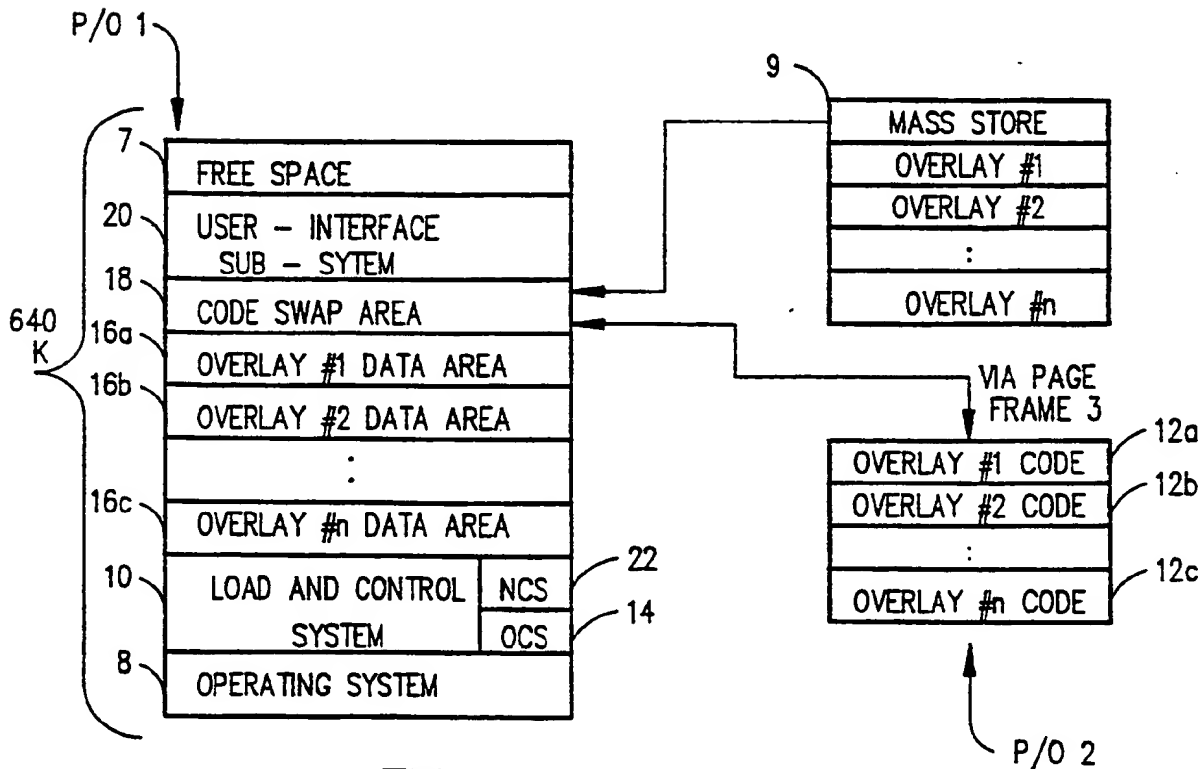 P/O 1
640
K
7
FREE SPACE
20
USER - INTERFACE
SUB - SYTEM
18
CODE SWAP AREA
16a
OVERLAY #1 DATA AREA
16b
OVERLAY #2 DATA AREA
:
16c
OVERLAY #n DATA AREA
10
LOAD AND CONTROL
SYSTEM
NCS
22
OCS
14
8
OPERATING SYSTEM
9
MASS STORE
OVERLAY #1
OVERLAY #2
:
OVERLAY #n
VIA PAGE
FRAME 3
OVERLAY #1 CODE
12a
OVERLAY #2 CODE
12b
:
OVERLAY #n CODE
12c
P/O 2